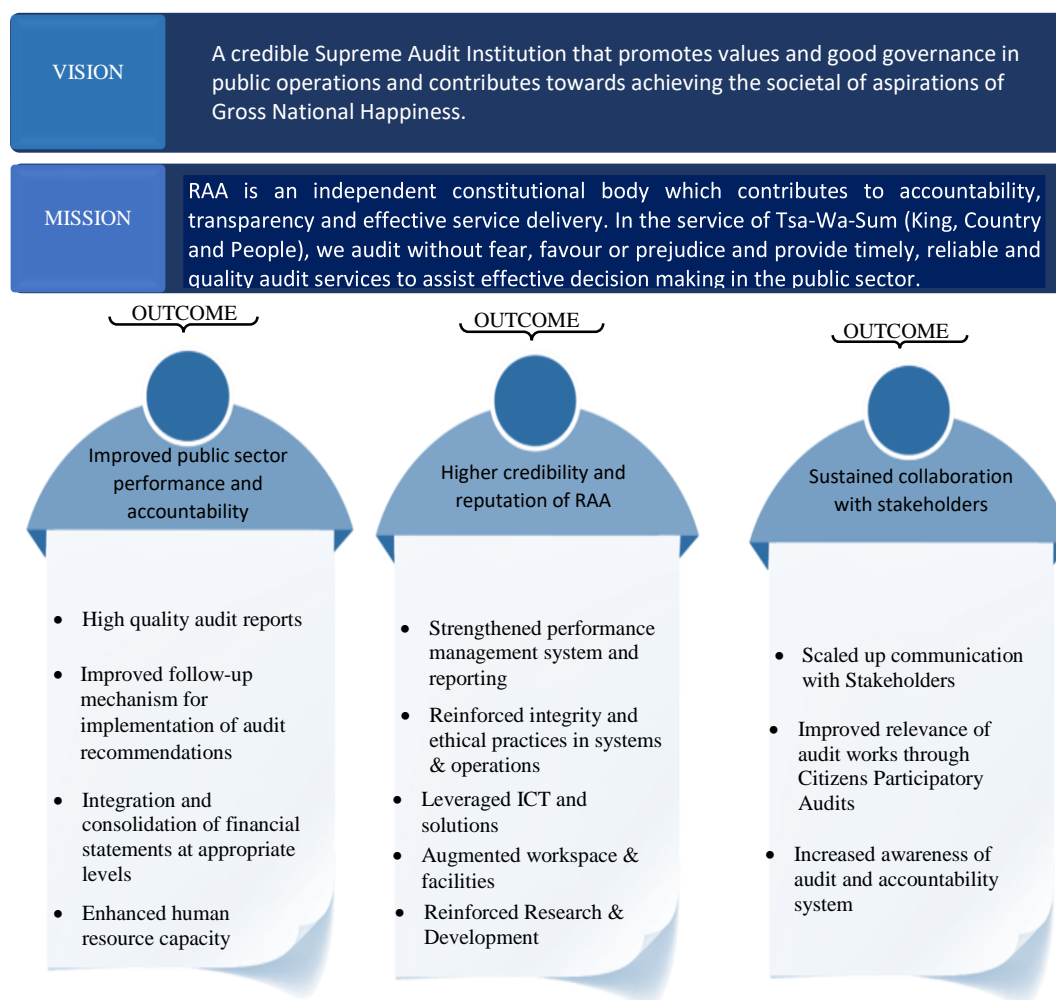 VISION
A credible Supreme Audit Institution that promotes values and good governance in
public operations and contributes towards achieving the societal of aspirations of
Gross National Happiness.
MISSION
RAA is an independent constitutional body which contributes to accountability,
transparency and effective service delivery. In the service of Tsa-Wa-Sum (King, Country
and People), we audit without fear, favour or prejudice and provide timely, reliable and
quality audit services to assist effective decision making in the public sector.
OUTCOME
Improved public sector
performance and
accountability
• High quality audit reports
• Improved follow-up
mechanism for
implementation of audit
recommendations
• Integration and
consolidation of financial
statements at appropriate
levels
• Enhanced human
resource capacity
OUTCOME
Higher credibility and
reputation of RAA
• Strengthened performance
management system and
reporting
• Reinforced integrity and
ethical practices in systems
& operations
• Leveraged ICT and
solutions
• Augmented workspace &
facilities
• Reinforced Research &
Development
OUTCOME
Sustained collaboration
with stakeholders
• Scaled up communication
with Stakeholders
• Improved relevance of
audit works through
Citizens Participatory
Audits
• Increased awareness of
audit and accountability
system